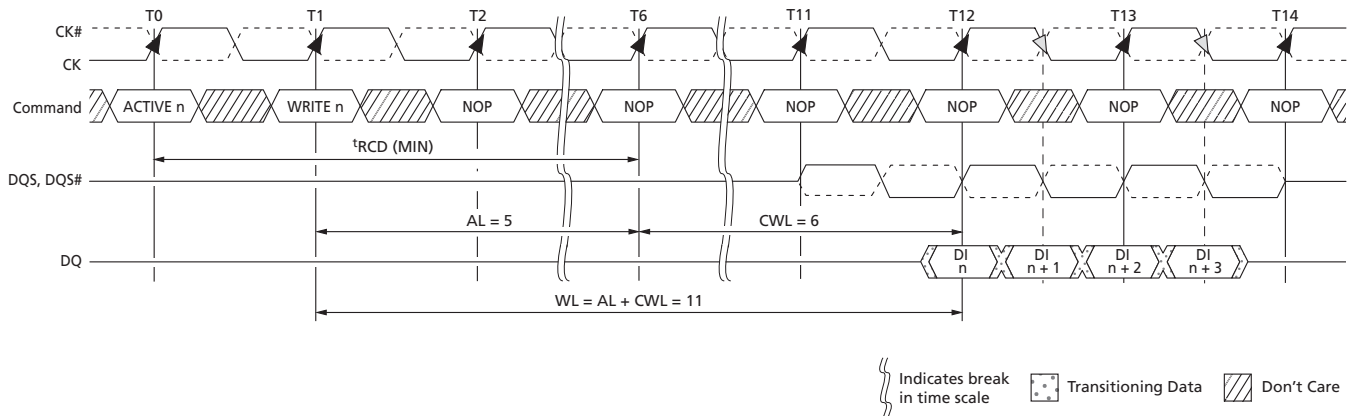 T0 T1 T2 T6 T11 T12 T13 T14
CK#
CK
Command ACTIVE n WRITE n NOP NOP NOP NOP NOP NOP
tRCD (MIN)
DQS, DQS#
AL = 5 CWL = 6
DQ DI n DI n + 1 DI n + 2 DI n + 3
WL = AL + CWL = 11
Indicates break in time scale
Transitioning Data
Don't Care